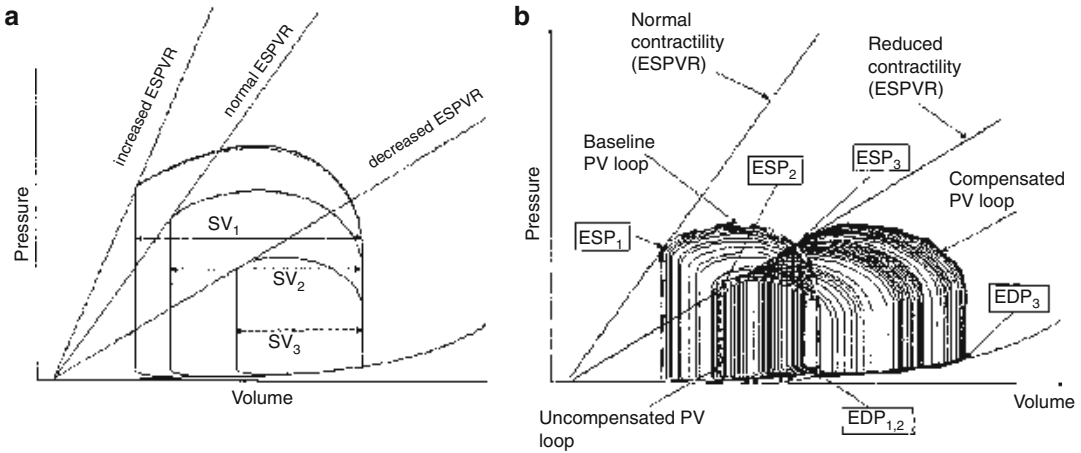 a
increased ESPVR
normal ESPVR
decreased ESPVR
Pressure
SV1
SV2
SV3
Volume
b
Normal
contractility
(ESPVR)
Reduced
contractility
(ESPVR)
Baseline
PV loop
ESP2
ESP3
Compensated
PV loop
ESP1
Pressure
EDP3
Volume
Uncompensated PV
loop
EDP1,2